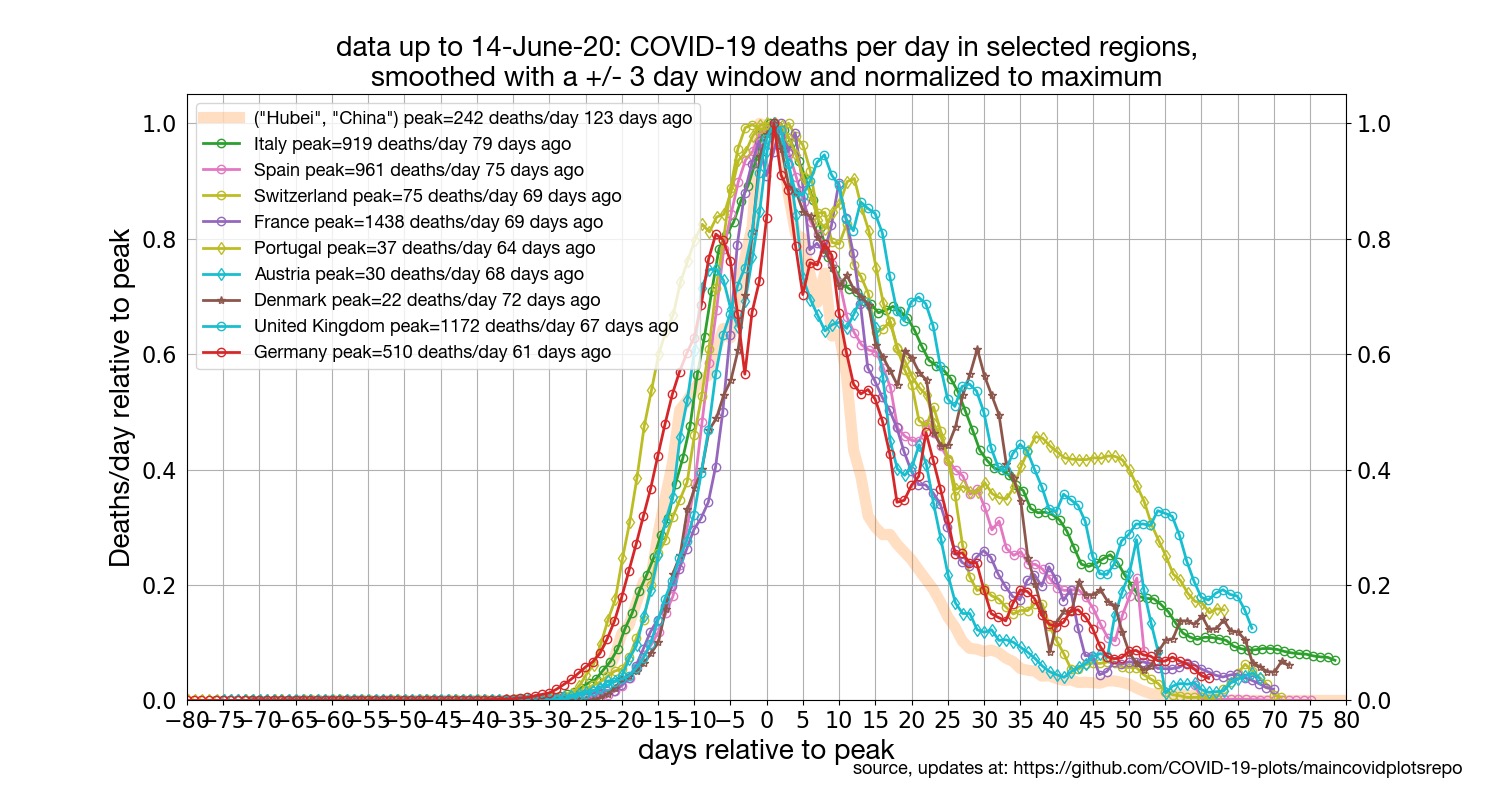 data up to 14-June-20: COVID-19 deaths per day in selected regions,
smoothed with a +/- 3 day window and normalized to maximum
("Hubei", "China") peak=242 deaths/day 123 days ago
Italy peak=919 deaths/day 79 days ago
Spain peak=961 deaths/day 75 days ago
Switzerland peak=75 deaths/day 69 days ago
France peak=1438 deaths/day 69 days ago
Portugal peak=37 deaths/day 64 days ago
Austria peak=30 deaths/day 68 days ago
Denmark peak=22 deaths/day 72 days ago
United Kingdom peak=1172 deaths/day 67 days ago
Germany peak=510 deaths/day 61 days ago
Deaths/day relative to peak
1.0 1.0
0.8 0.8
0.6 0.6
0.4 0.4
0.2 0.2
0.0 0.0
−80 −75 −70 −65 −60 −55 −50 −45 −40 −35 −30 −25 −20 −15 −10 −5 0 5 10 15 20 25 30 35 40 45 50 55 60 65 70 75 80
days relative to peak
source, updates at: https://github.com/COVID-19-plots/maincovidplotsrepo